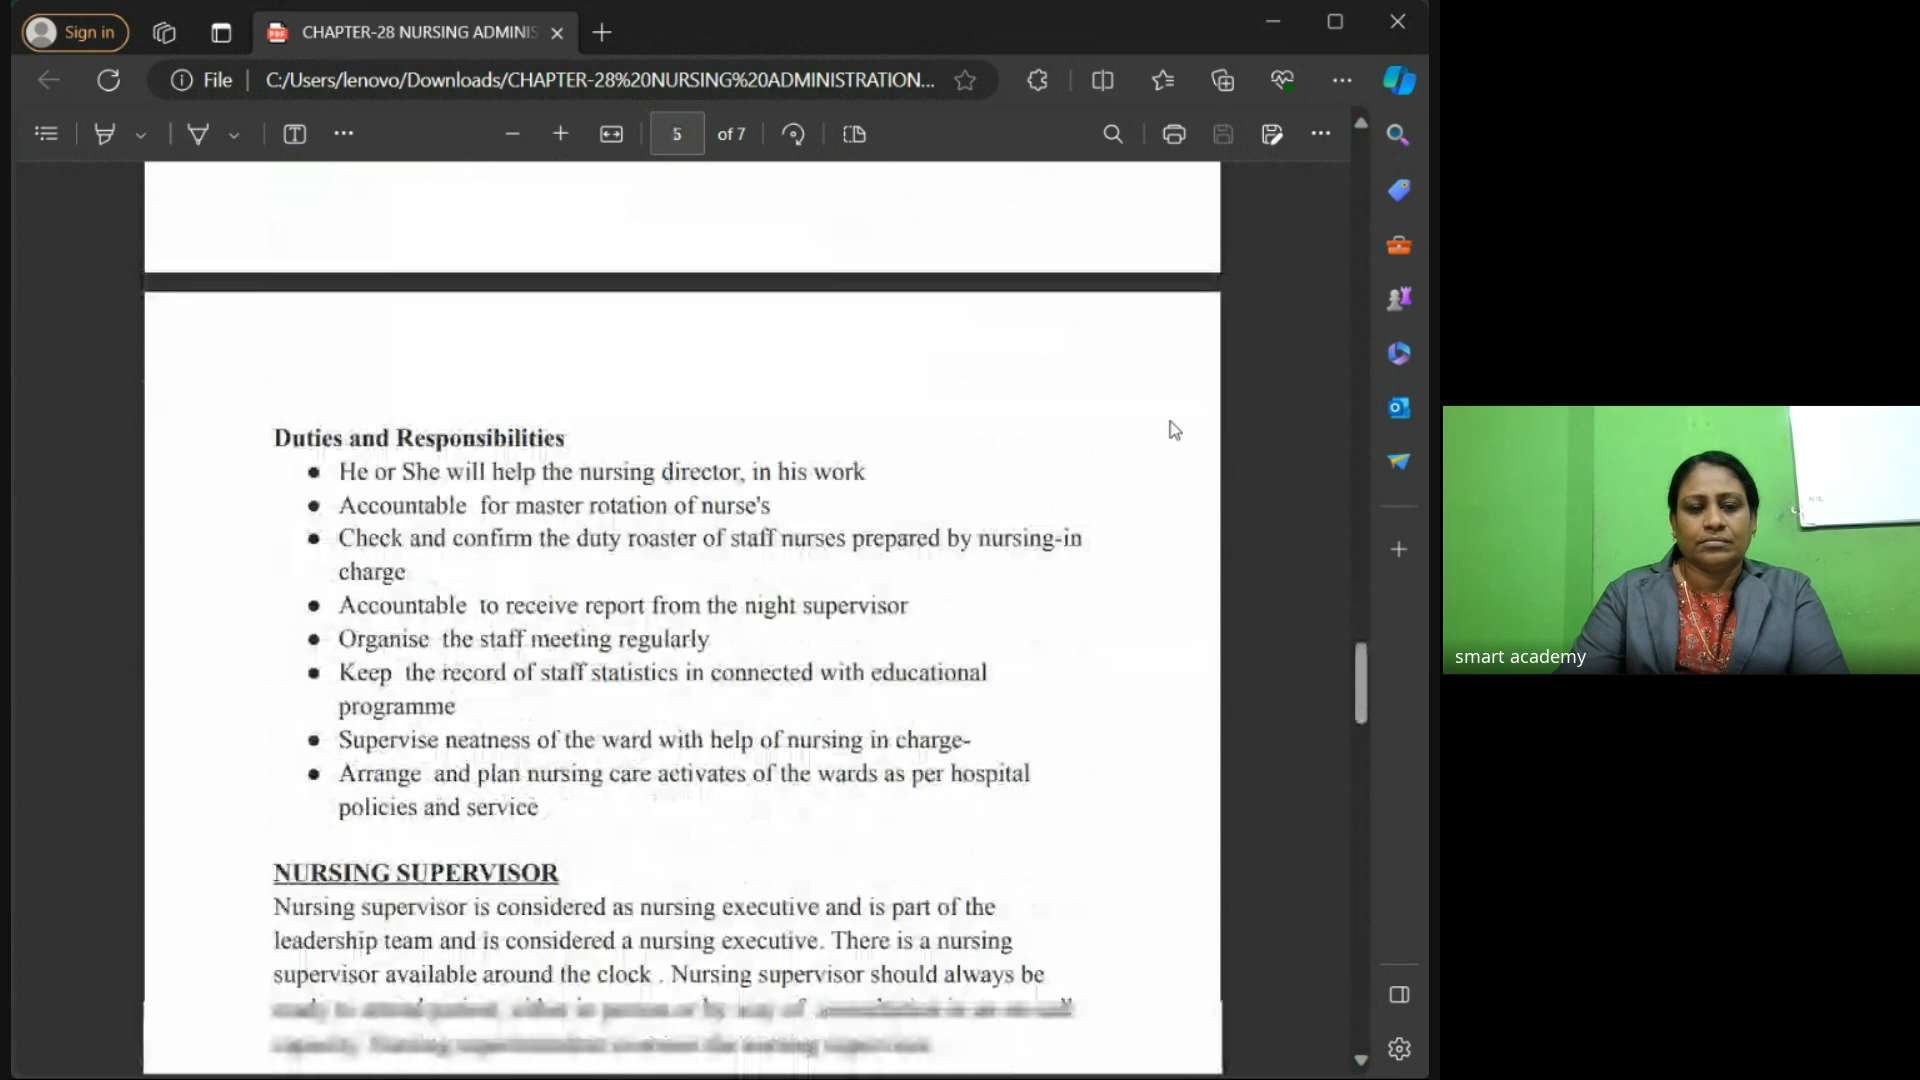 Sign in
CHAPTER-28 NURSING ADMINIS
File
C:/Users/lenovo/Downloads/CHAPTER-28%20NURSING%20ADMINISTRATION...
5 of 7
Duties and Responsibilities
● He or She will help the nursing director, in his work
● Accountable for master rotation of nurse's
● Check and confirm the duty roaster of staff nurses prepared by nursing-in
charge
● Accountable to receive report from the night supervisor
● Organise the staff meeting regularly
● Keep the record of staff statistics in connected with educational
programme
● Supervise neatness of the ward with help of nursing in charge-
● Arrange and plan nursing care activates of the wards as per hospital
policies and service
NURSING SUPERVISOR
Nursing supervisor is considered as nursing executive and is part of the
leadership team and is considered a nursing executive. There is a nursing
supervisor available around the clock . Nursing supervisor should always be
smart academy